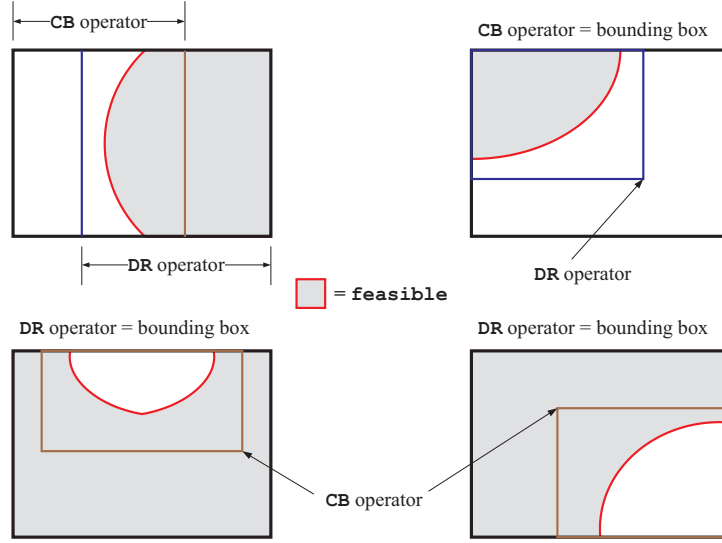 CB operator
CB operator = bounding box
DR operator
DR operator
= feasible
DR operator = bounding box
DR operator = bounding box
CB operator